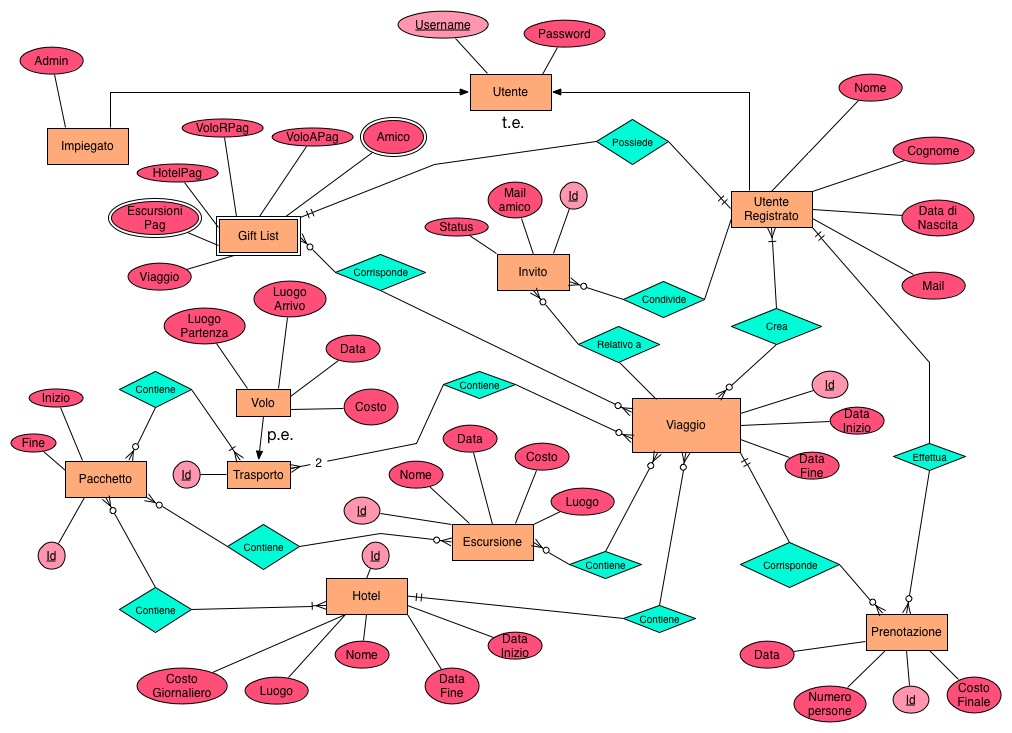 Username
Password
Admin
Utente
Nome
t.e.
VoloRPag
VoloAPag
Amico
Impiegato
Possiede
Cognome
HotelPag
Mail
amico
Id
Utente
Registrato
Escursioni
Pag
Gift List
Status
Data di
Nascita
Viaggio
Corrisponde
Invito
Condivide
Mail
Luogo
Arrivo
Luogo
Partenza
Crea
Relativo a
Data
Contiene
Contiene
Id
Inizio
Volo
Costo
Viaggio
Data
Inizio
Fine
p.e.
Data
Costo
Effettua
Pacchetto
Id
Trasporto
2
Nome
Data
Fine
Id
Luogo
Id
Contiene
Escursione
Id
Contiene
Corrisponde
Hotel
Contiene
Contiene
Prenotazione
Nome
Data
Inizio
Data
Costo
Giornaliero
Luogo
Data
Fine
Numero
persone
Id
Costo
Finale